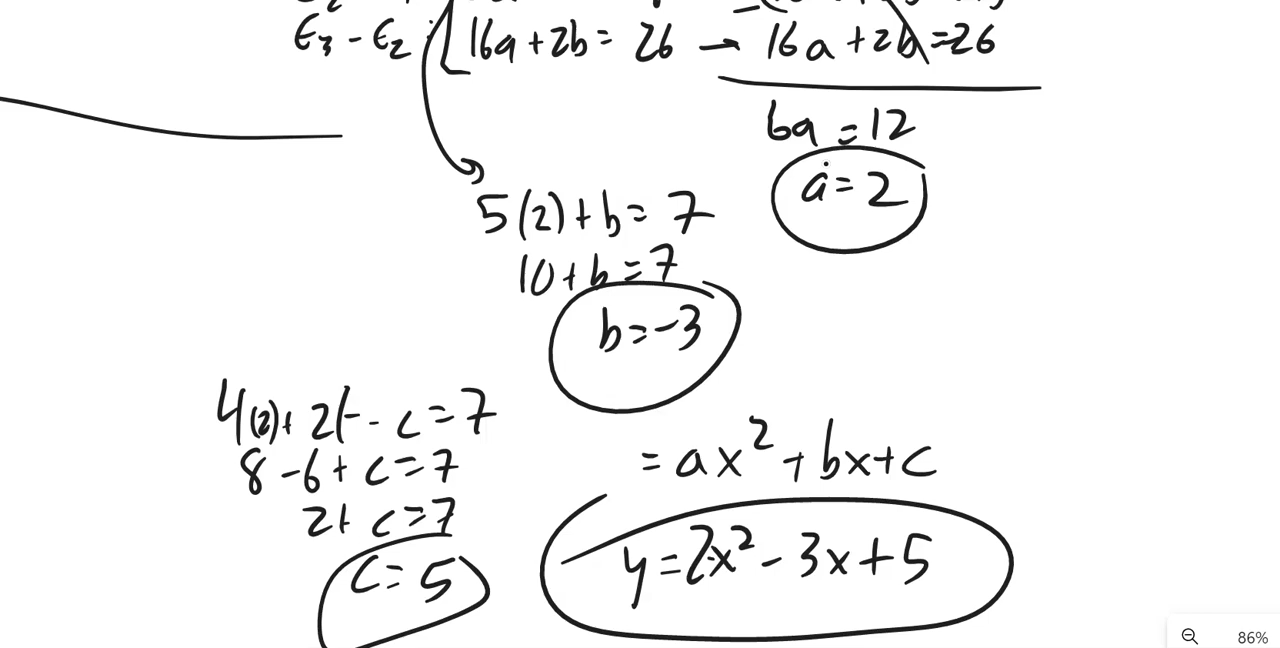 E3 - E2 : 16a + 2b = 26 → 16a + 2b = 26
6a = 12
a = 2
5(2) + b = 7
10 + b = 7
b = -3
4(2) + 2(- - c = 7
8 - 6 + c = 7
2 + c = 7
c = 5
= ax² + bx + c
y = 2x² - 3x + 5
86%